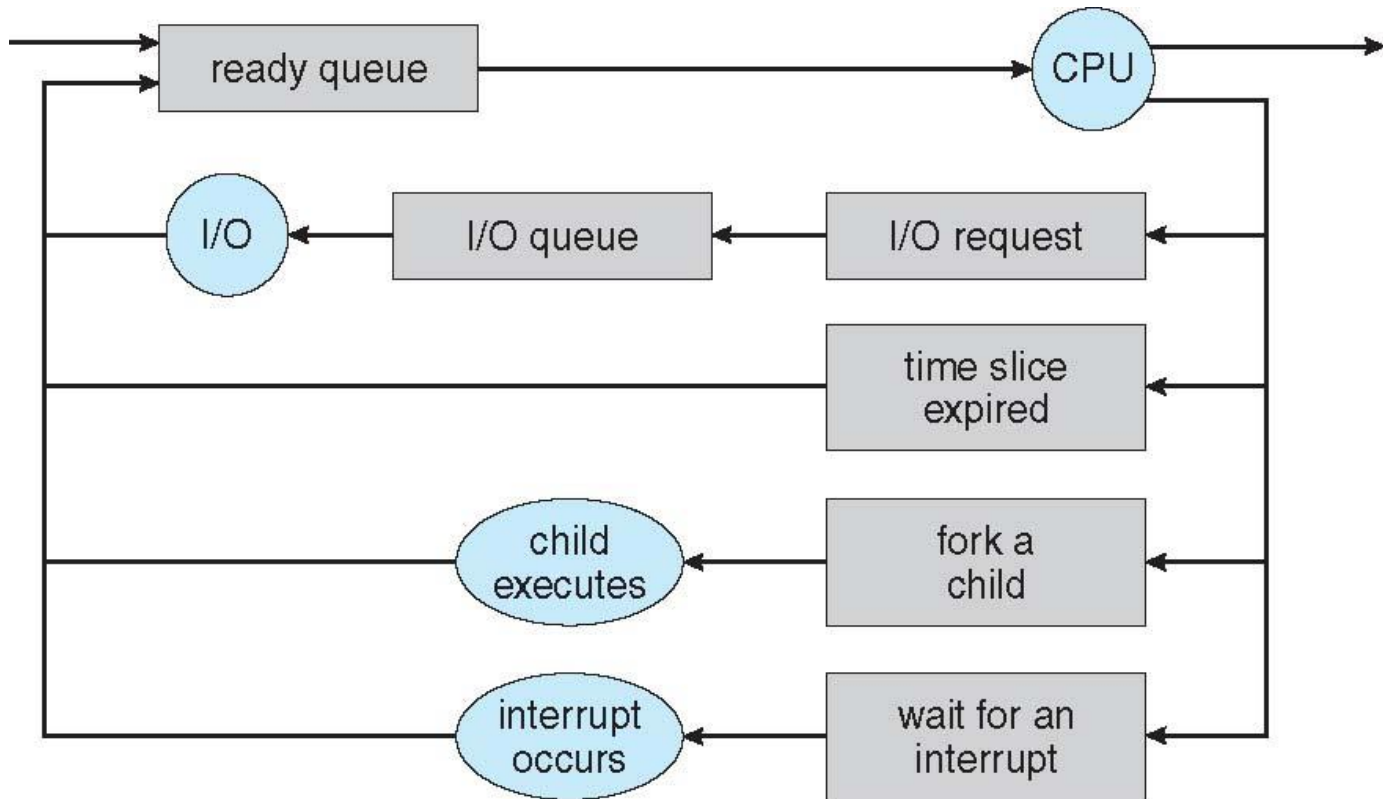 ready queue
CPU
I/O
I/O queue
I/O request
time slice
expired
child
executes
fork a
child
interrupt
occurs
wait for an
interrupt